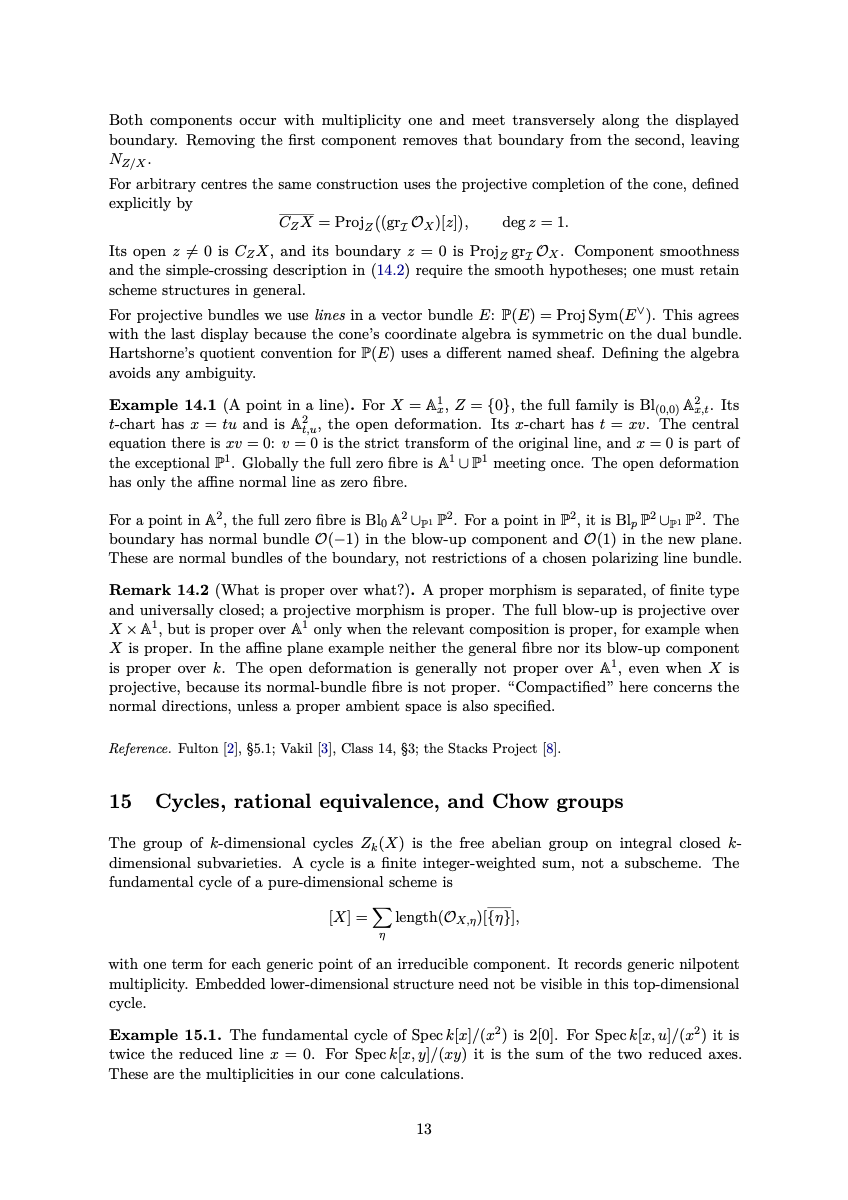 Both components occur with multiplicity one and meet transversely along the displayed
boundary. Removing the first component removes that boundary from the second, leaving
N_{Z/X}.
For arbitrary centres the same construction uses the projective completion of the cone, defined
explicitly by
\overline{C_Z X} = Proj_Z((gr_I O_X)[z]), deg z = 1.
Its open z ≠ 0 is C_Z X, and its boundary z = 0 is Proj_Z gr_I O_X. Component smoothness
and the simple-crossing description in (14.2) require the smooth hypotheses; one must retain
scheme structures in general.
For projective bundles we use lines in a vector bundle E: ℙ(E) = Proj Sym(E^∨). This agrees
with the last display because the cone's coordinate algebra is symmetric on the dual bundle.
Hartshorne's quotient convention for ℙ(E) uses a different named sheaf. Defining the algebra
avoids any ambiguity.
Example 14.1 (A point in a line). For X = 𝔸^1_x, Z = {0}, the full family is Bl_{(0,0)} 𝔸^2_{x,t}. Its
t-chart has x = tu and is 𝔸^2_{t,u}, the open deformation. Its x-chart has t = xv. The central
equation there is xv = 0: v = 0 is the strict transform of the original line, and x = 0 is part of
the exceptional ℙ^1. Globally the full zero fibre is 𝔸^1 ∪ ℙ^1 meeting once. The open deformation
has only the affine normal line as zero fibre.
For a point in 𝔸^2, the full zero fibre is Bl_0 𝔸^2 ∪_{ℙ^1} ℙ^2. For a point in ℙ^2, it is Bl_p ℙ^2 ∪_{ℙ^1} ℙ^2. The
boundary has normal bundle O(−1) in the blow-up component and O(1) in the new plane.
These are normal bundles of the boundary, not restrictions of a chosen polarizing line bundle.
Remark 14.2 (What is proper over what?). A proper morphism is separated, of finite type
and universally closed; a projective morphism is proper. The full blow-up is projective over
X × 𝔸^1, but is proper over 𝔸^1 only when the relevant composition is proper, for example when
X is proper. In the affine plane example neither the general fibre nor its blow-up component
is proper over k. The open deformation is generally not proper over 𝔸^1, even when X is
projective, because its normal-bundle fibre is not proper. “Compactified” here concerns the
normal directions, unless a proper ambient space is also specified.
Reference. Fulton [2], §5.1; Vakil [3], Class 14, §3; the Stacks Project [8].
15 Cycles, rational equivalence, and Chow groups
The group of k-dimensional cycles Z_k(X) is the free abelian group on integral closed k-
dimensional subvarieties. A cycle is a finite integer-weighted sum, not a subscheme. The
fundamental cycle of a pure-dimensional scheme is
[X] = ∑_η length(O_{X,η})[\overline{{η}}],
with one term for each generic point of an irreducible component. It records generic nilpotent
multiplicity. Embedded lower-dimensional structure need not be visible in this top-dimensional
cycle.
Example 15.1. The fundamental cycle of Spec k[x]/(x^2) is 2[0]. For Spec k[x, u]/(x^2) it is
twice the reduced line x = 0. For Spec k[x, y]/(xy) it is the sum of the two reduced axes.
These are the multiplicities in our cone calculations.
13